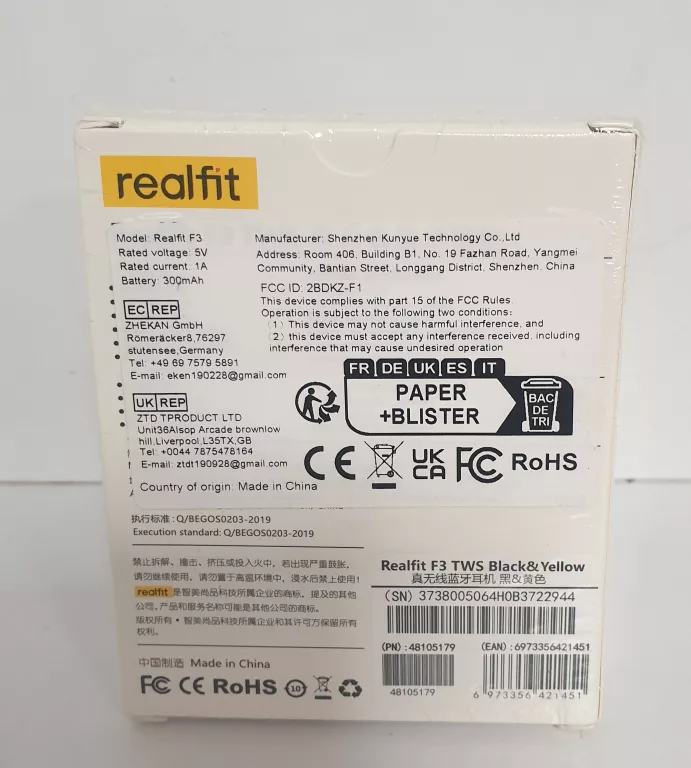 realfit
Model: Realfit F3
Rated voltage: 5V
Rated current: 1A
Battery: 300mAh
Manufacturer: Shenzhen Kunyue Technology Co.,Ltd
Address: Room 406, Building B1, No. 19 Fazhan Road, Yangmei
Community, Bantian Street, Longgang District, Shenzhen, China
FCC ID: 2BDKZ-F1
This device complies with part 15 of the FCC Rules.
Operation is subject to the following two conditions:
(1) This device may not cause harmful interference, and
(2) this device must accept any interference received, including
interference that may cause undesired operation
EC REP
ZHEKAN GmbH
Römeräcker8,76297
stutensee,Germany
Tel: +49 69 7579 5891
E-mail: eken190228@gmail.com
UK REP
ZTD TPRODUCT LTD
Unit36Alsop Arcade brownlow
hill,Liverpool,L35TX,GB
Tel: +0044 7875478164
E-mail: ztdt190928@gmail.com
Country of origin: Made in China
FR DE UK ES IT
PAPER
+BLISTER
BAC
DE
TRI
CE UK
CA FC RoHS
执行标准: Q/BEGOS0203-2019
Execution standard: Q/BEGOS0203-2019
禁止拆解、撞击、挤压或投入火中，若出现严重鼓胀，
请勿继续使用，请勿置于高温环境中，浸水后禁止使用！
realfit 是智美尚品科技所属企业的商标，提及的其他
公司、产品和服务名称可能是其他公司的商标。
版权所有·智美尚品科技所属企业和其许可方保留所有
权利。
中国制造 Made in China
FC CE RoHS 10
Realfit F3 TWS Black&Yellow
真无线蓝牙耳机 黑&黄色
(SN) 3738005064H0B3722944
(PN): 48105179 (EAN): 6973356421451
48105179
6 973356 421451